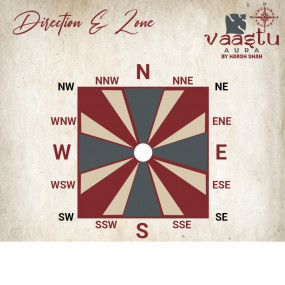 Direction & Zone
vaastu
AURA
BY HARSH SHAH
N
NW NNW NNE NE
WNW ENE
W E
WSW ESE
SW SSW SSE SE
S